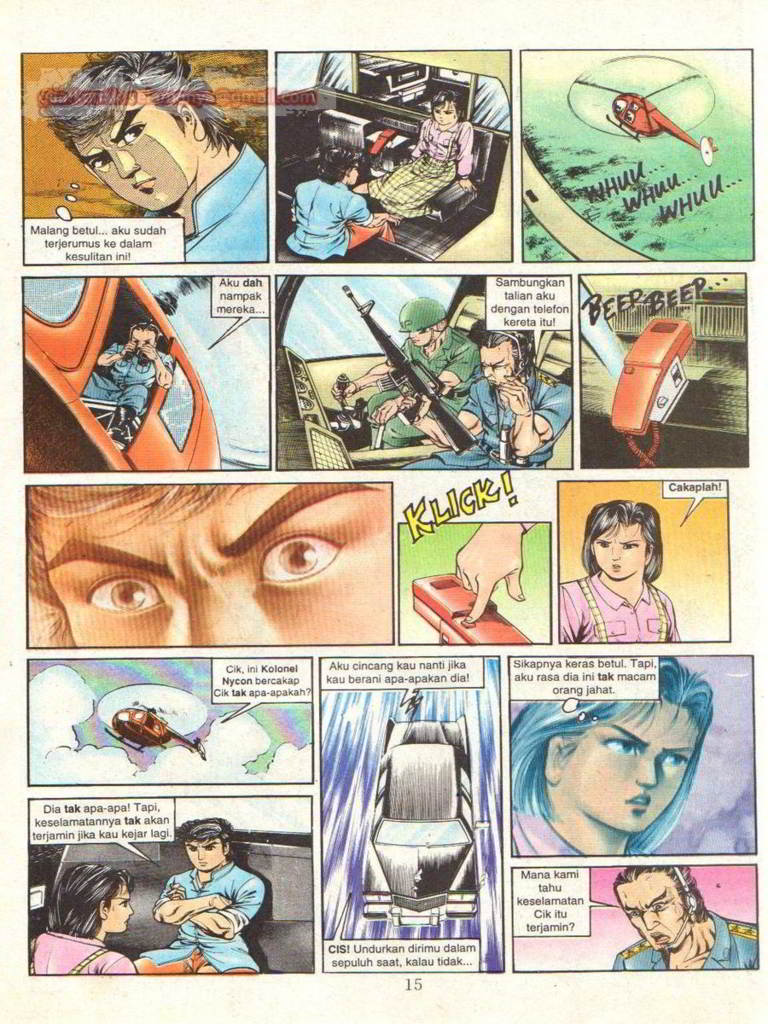 Malang betul... aku sudah
terjerumus ke dalam
kesulitan ini!
WHUU...
WHUU...
WHUU...
Aku dah
nampak
mereka...
Sambungkan
talian aku
dengan telefon
kereta itu!
BEEP BEEP...
KLICK!
Cakaplah!
Cik, ini Kolonel
Nycon bercakap
Cik tak apa-apakah?
Aku cincang kau nanti jika
kau berani apa-apakan dia!
Sikapnya keras betul. Tapi,
aku rasa dia ini tak macam
orang jahat.
Dia tak apa-apa! Tapi,
keselamatannya tak akan
terjamin jika kau kejar lagi.
CIS! Undurkan dirimu dalam
sepuluh saat, kalau tidak...
Mana kami
tahu
keselamatan
Cik itu
terjamin?
15